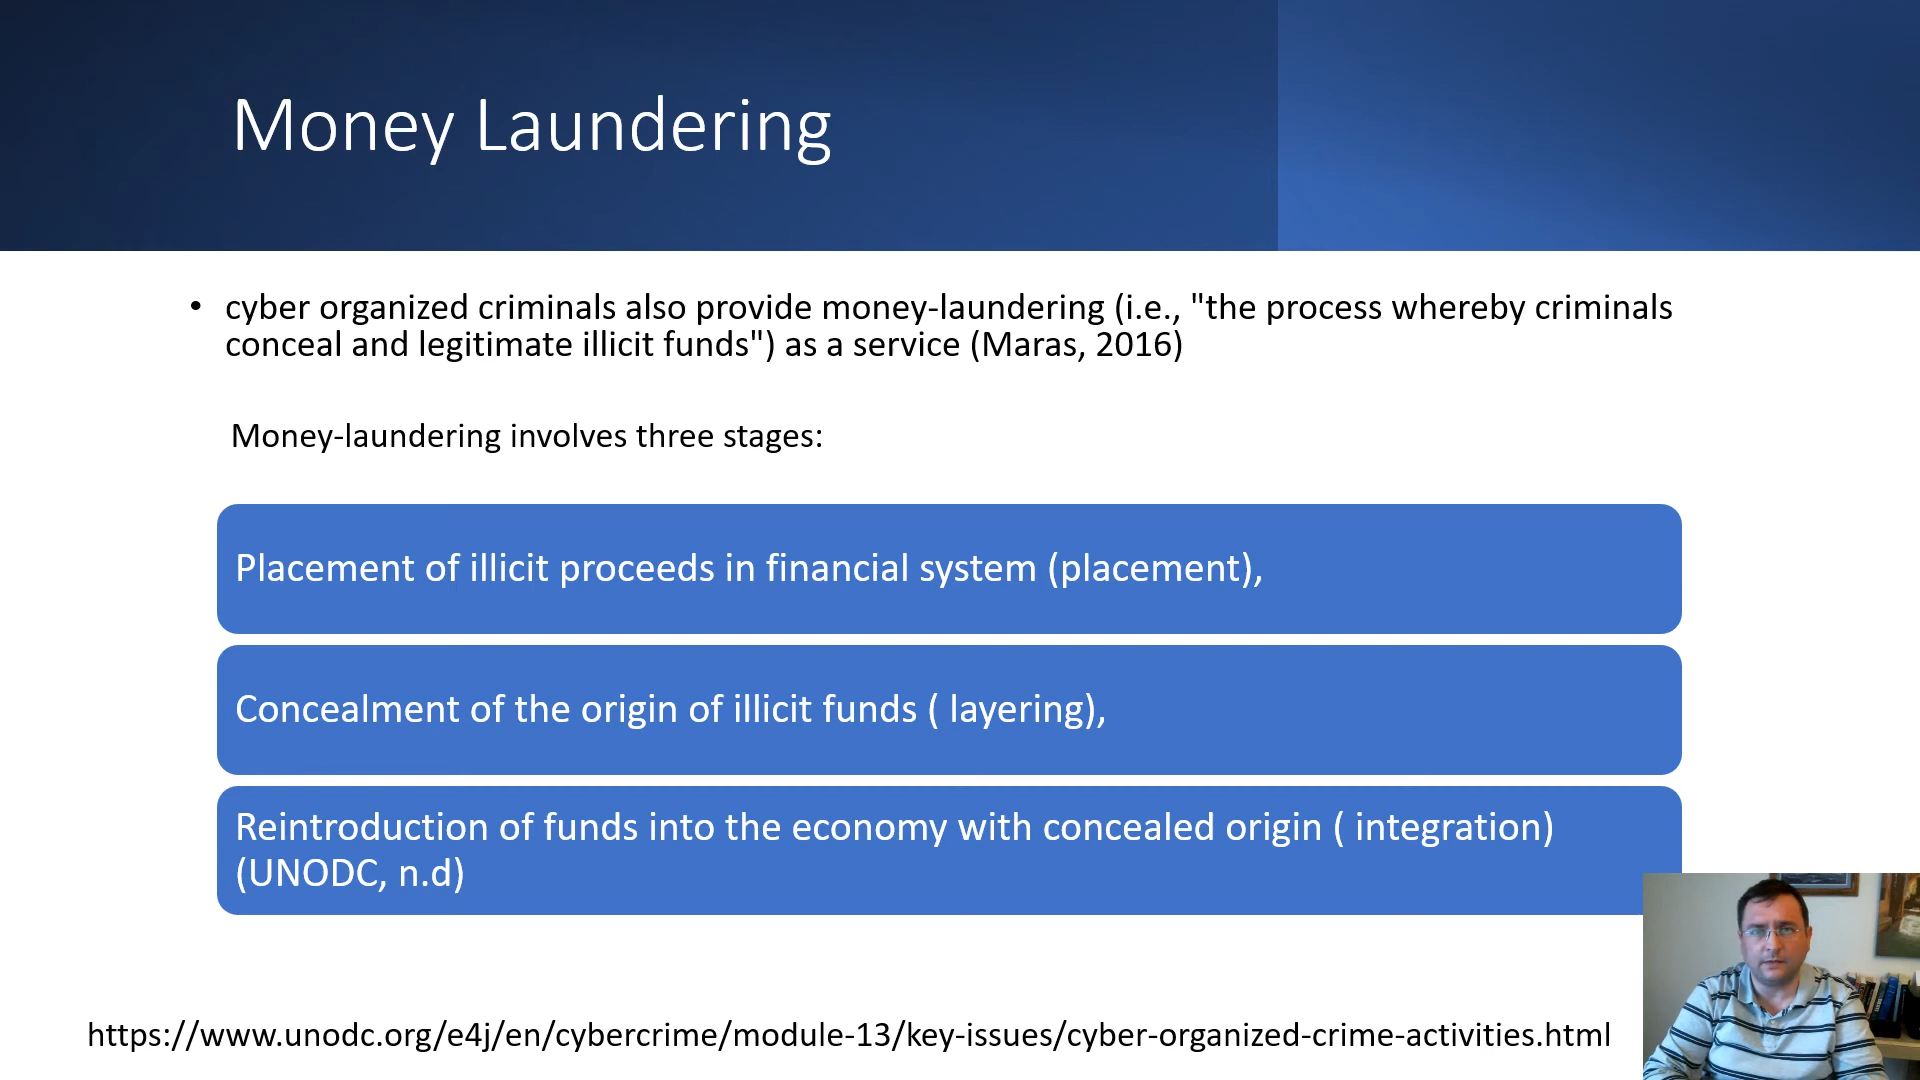 Money Laundering
• cyber organized criminals also provide money-laundering (i.e., "the process whereby criminals
conceal and legitimate illicit funds") as a service (Maras, 2016)
Money-laundering involves three stages:
Placement of illicit proceeds in financial system (placement),
Concealment of the origin of illicit funds ( layering),
Reintroduction of funds into the economy with concealed origin ( integration)
(UNODC, n.d)
https://www.unodc.org/e4j/en/cybercrime/module-13/key-issues/cyber-organized-crime-activities.html